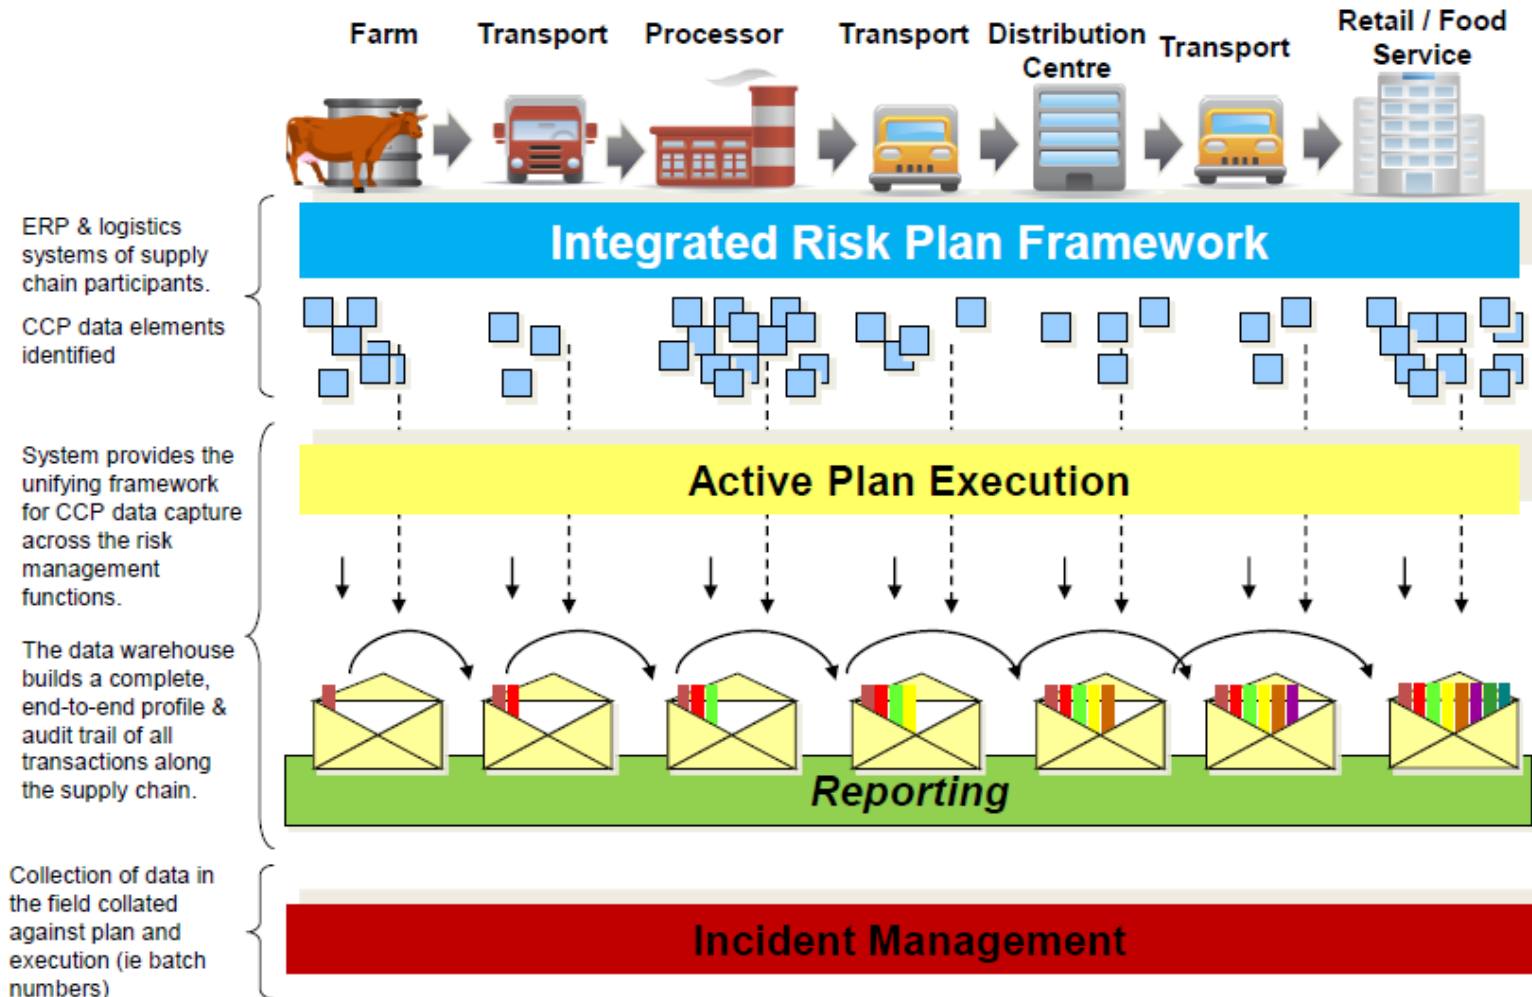 Farm
Transport
Processor
Transport
Distribution
Centre
Transport
Retail / Food
Service
ERP & logistics
systems of supply
chain participants.
CCP data elements
identified
Integrated Risk Plan Framework
System provides the
unifying framework
for CCP data capture
across the risk
management
functions.
Active Plan Execution
The data warehouse
builds a complete,
end-to-end profile &
audit trail of all
transactions along
the supply chain.
Reporting
Collection of data in
the field collated
against plan and
execution (ie batch
numbers)
Incident Management